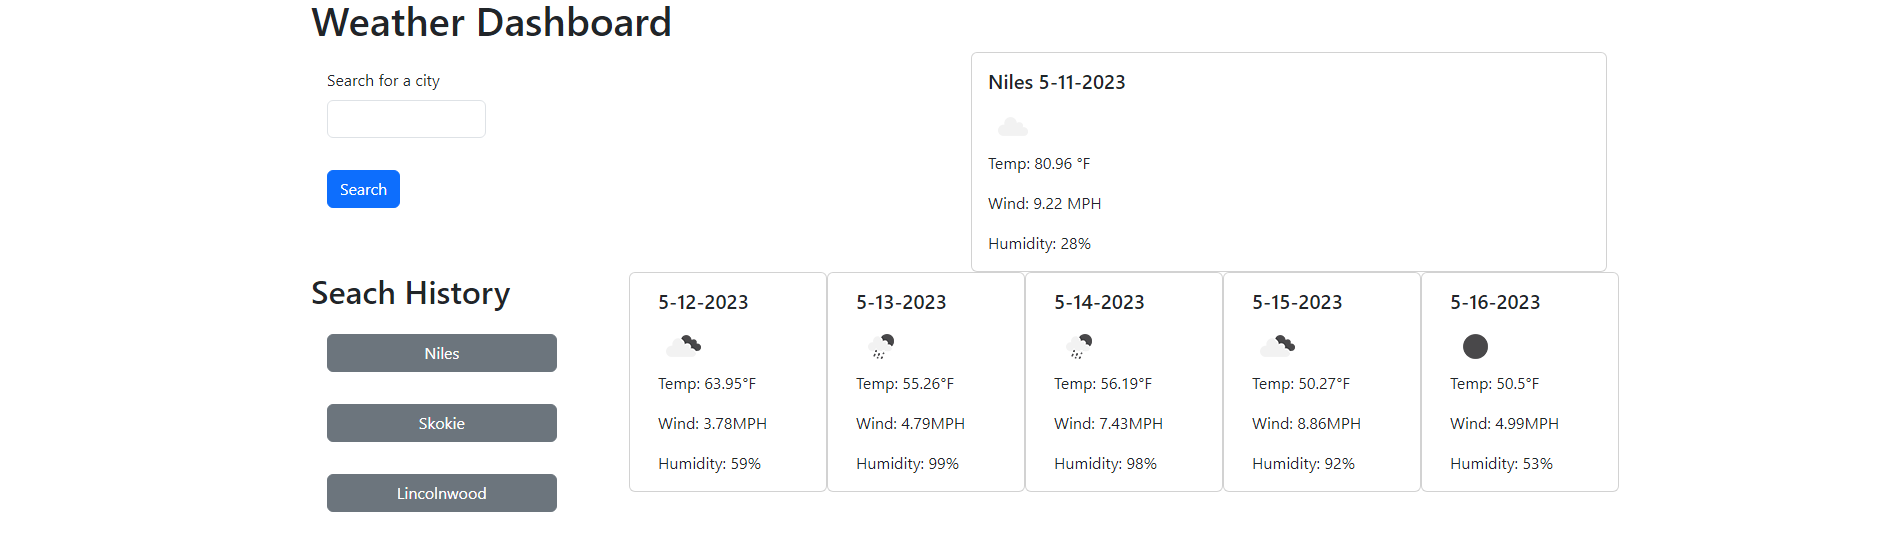 Weather Dashboard
Search for a city
Search
Niles 5-11-2023
Temp: 80.96 °F
Wind: 9.22 MPH
Humidity: 28%
Seach History
Niles
Skokie
Lincolnwood
5-12-2023
Temp: 63.95°F
Wind: 3.78MPH
Humidity: 59%
5-13-2023
Temp: 55.26°F
Wind: 4.79MPH
Humidity: 99%
5-14-2023
Temp: 56.19°F
Wind: 7.43MPH
Humidity: 98%
5-15-2023
Temp: 50.27°F
Wind: 8.86MPH
Humidity: 92%
5-16-2023
Temp: 50.5°F
Wind: 4.99MPH
Humidity: 53%